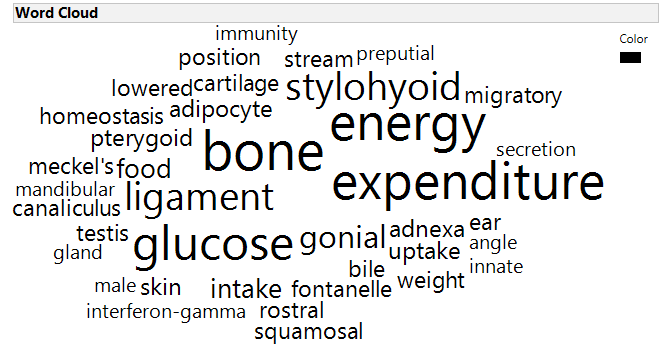 Word Cloud
immunity
Color
position stream preputial
lowered cartilage stylohyoid migratory
homeostasis adipocyte energy
pterygoid bone secretion
meckel's food expenditure
mandibular ligament
canaliculus
testis glucose gonial adnexa ear
gland uptake angle
bile innate
male skin intake fontanelle weight
interferon-gamma rostral
squamosal